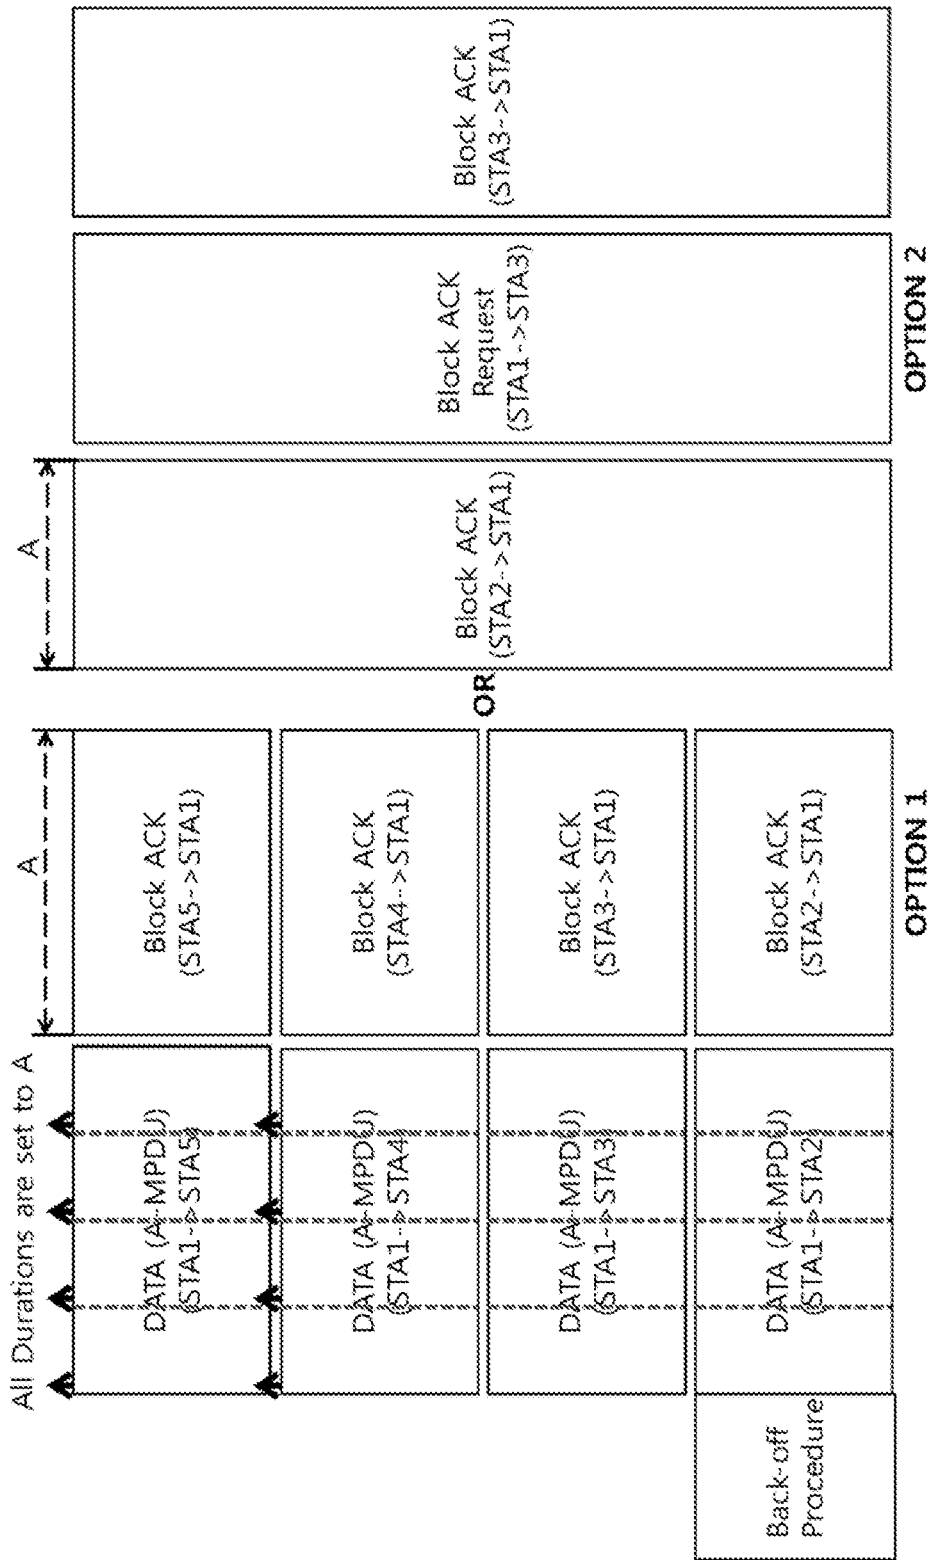 All Durations are set to A
A
A
DATA (A-MPDU)
(STA1->STA5)
Block ACK
(STA5->STA1)
DATA (A-MPDU)
(STA1->STA4)
Block ACK
(STA4->STA1)
DATA (A-MPDU)
(STA1->STA3)
Block ACK
(STA3->STA1)
Back-off
Procedure
DATA (A-MPDU)
(STA1->STA2)
Block ACK
(STA2->STA1)
OPTION 1
OR
Block ACK
(STA2->STA1)
Block ACK
Request
(STA1->STA3)
Block ACK
(STA3->STA1)
OPTION 2